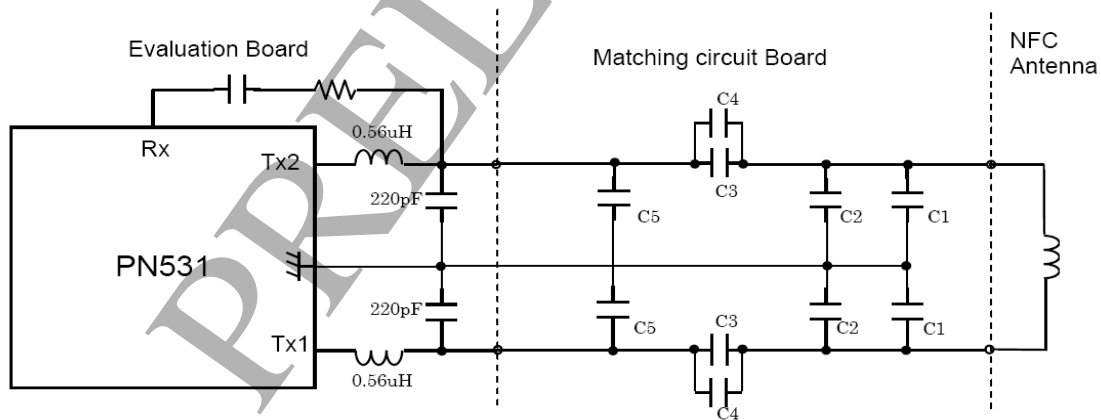 Evaluation Board
Matching circuit Board
NFC
Antenna
C4
C3
Rx
0.56uH
Tx2
220pF
C5
C2
C1
PN531
220pF
C5
C3
C2
C1
Tx1
0.56uH
C4
PREL